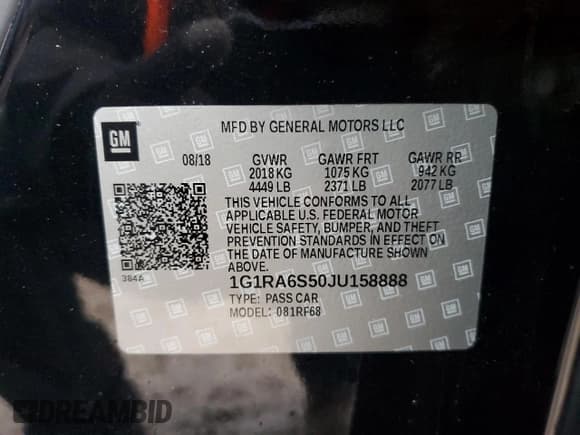 GM
MFD BY GENERAL MOTORS LLC
08/18 GVWR GAWR FRT GAWR RR
2018 KG 1075 KG 942 KG
4449 LB 2371 LB 2077 LB
THIS VEHICLE CONFORMS TO ALL
APPLICABLE U.S. FEDERAL MOTOR
VEHICLE SAFETY, BUMPER, AND THEFT
PREVENTION STANDARDS IN EFFECT ON
THE DATE OF MANUFACTURE SHOWN
ABOVE.
384A
1G1RA6S50JU158888
TYPE: PASS CAR
MODEL: 081RF68
DREAMBID